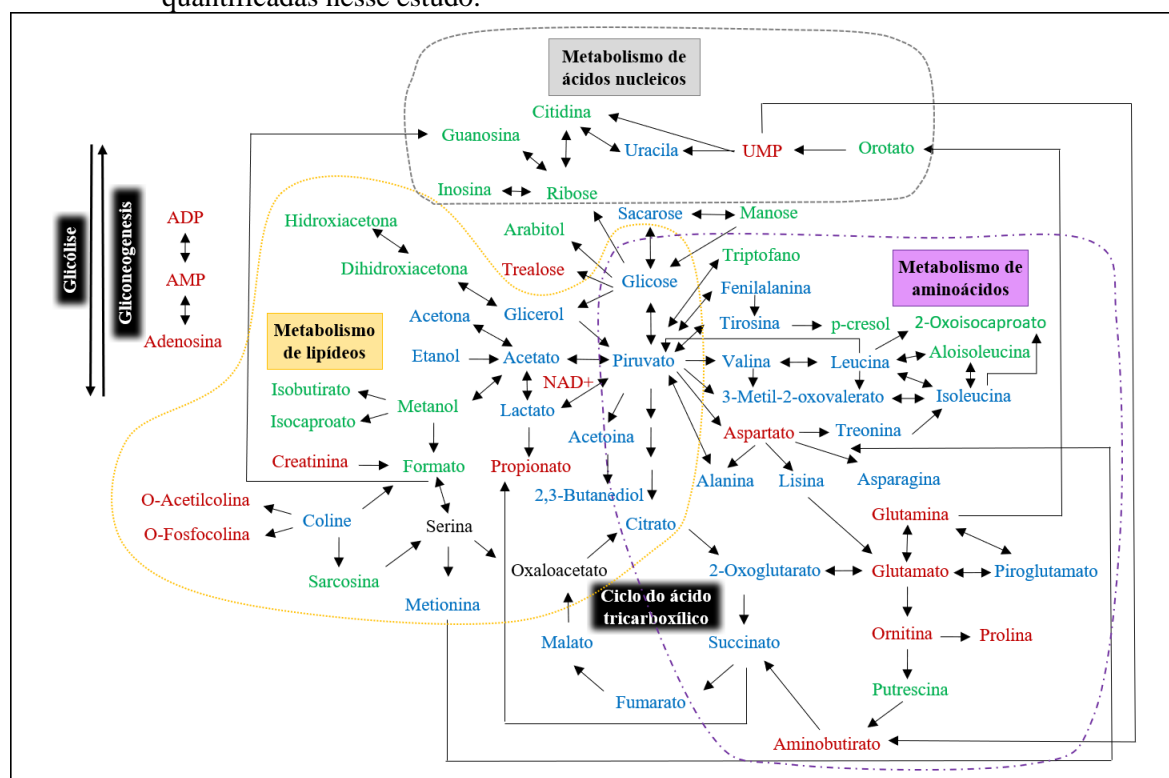 quantificadas nesse estudo.
Metabolismo de
ácidos nucleicos
Citidina
Guanosina
Uracila
UMP
Orotato
Inosina
Ribose
Glicólise
Gliconeogenesis
ADP
AMP
Adenosina
Hidroxiacetona
Arabitol
Sacarose
Manose
Dihidroxiacetona
Trealose
Glicose
Triptofano
Metabolismo de
aminoácidos
Fenilalanina
Metabolismo
de lipídeos
Acetona
Glicerol
Tirosina
p-cresol
2-Oxoisocaproato
Etanol
Acetato
Piruvato
Valina
Leucina
Aloisoleucina
NAD+
Isobutirato
Metanol
Lactato
3-Metil-2-oxovalerato
Isoleucina
Isocaproato
Acetoina
Aspartato
Treonina
Creatinina
Formato
Propionato
Alanina
Lisina
Asparagina
O-Acetilcolina
2,3-Butanediol
Coline
Serina
Citrato
Glutamina
O-Fosfocolina
Sarcosina
Oxaloacetato
2-Oxoglutarato
Glutamato
Piroglutamato
Metionina
Ciclo do ácido
tricarboxílico
Malato
Succinato
Ornitina
Prolina
Fumarato
Putrescina
Aminobutirato